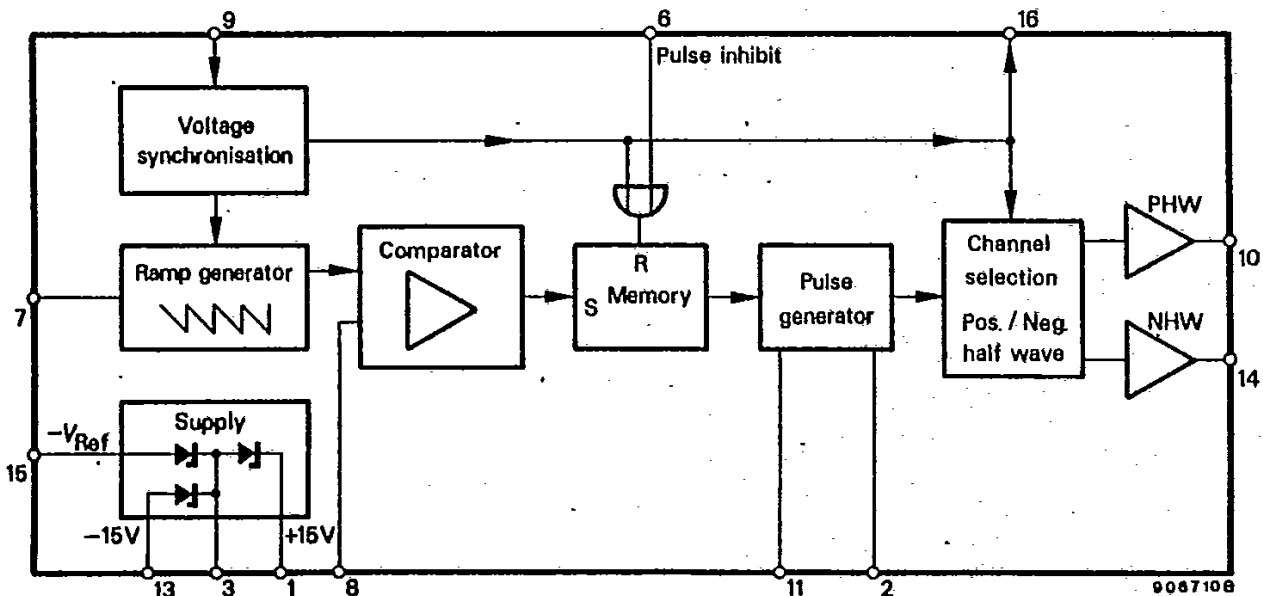 9
6
16
Pulse inhibit
Voltage
synchronisation
PHW
10
Ramp generator
Comparator
R
S
Memory
Pulse
generator
Channel
selection
Pos./Neg.
half wave
7
NHW
14
Supply
-VRef
15
-15V
+15V
13
3
1
8
11
2
9067108